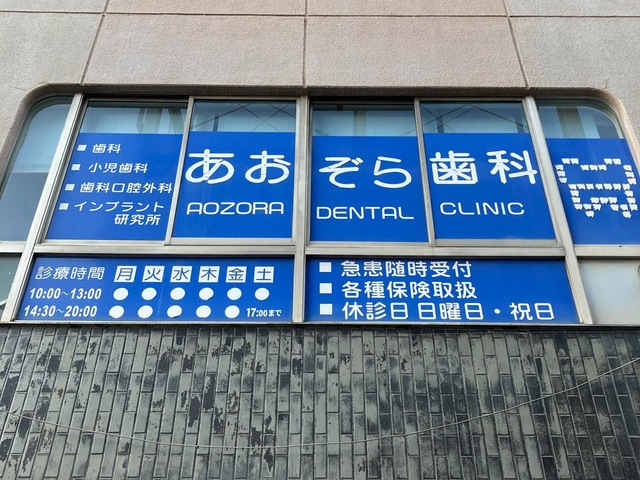 ■ 歯科
■ 小児歯科
■ 歯科口腔外科
■ インプラント
研究所
あおぞら歯科
AOZORA DENTAL CLINIC
診療時間 月 火 水 木 金 土
10:00~13:00 ● ● ● ● ● ●
14:30~20:00 ● ● ● ● ● ● 17:00まで
■ 急患随時受付
■ 各種保険取扱
■ 休診日 日曜日・祝日